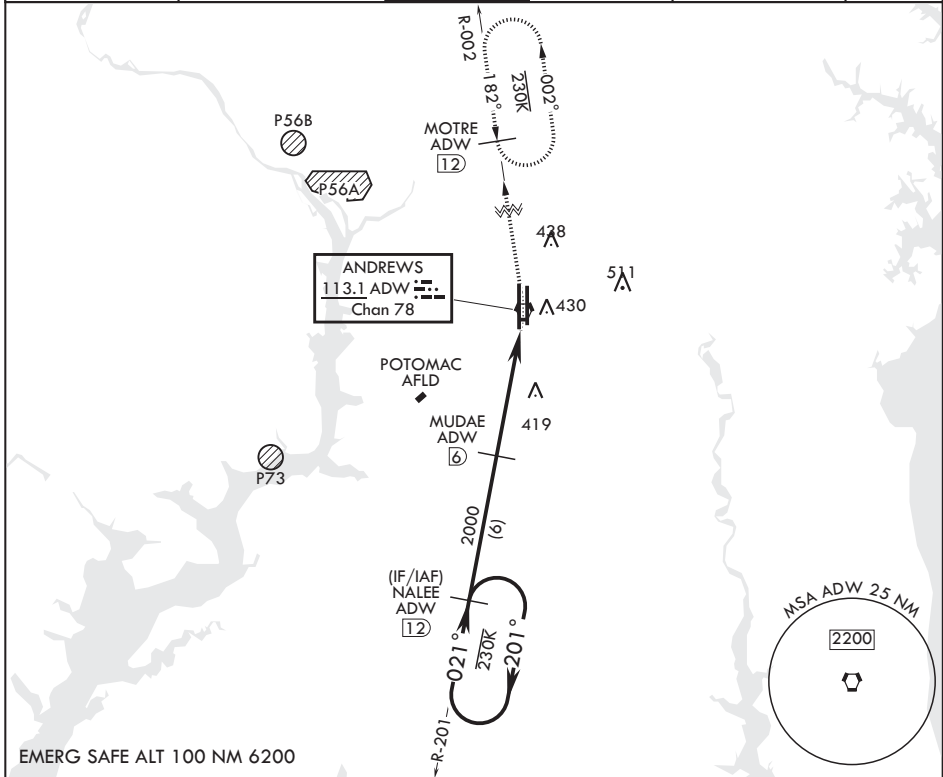 R-002
182°
230K
002°
MOTRE
ADW
12
P56B
P56A
438
511
430
ANDREWS
113.1 ADW
Chan 78
POTOMAC
AFLD
MUDAE
ADW
6
419
P73
2000
(6)
(IF/IAF)
NALEE
ADW
12
021°
230K
201°
R-201
MSA ADW 25 NM
2200
EMERG SAFE ALT 100 NM 6200